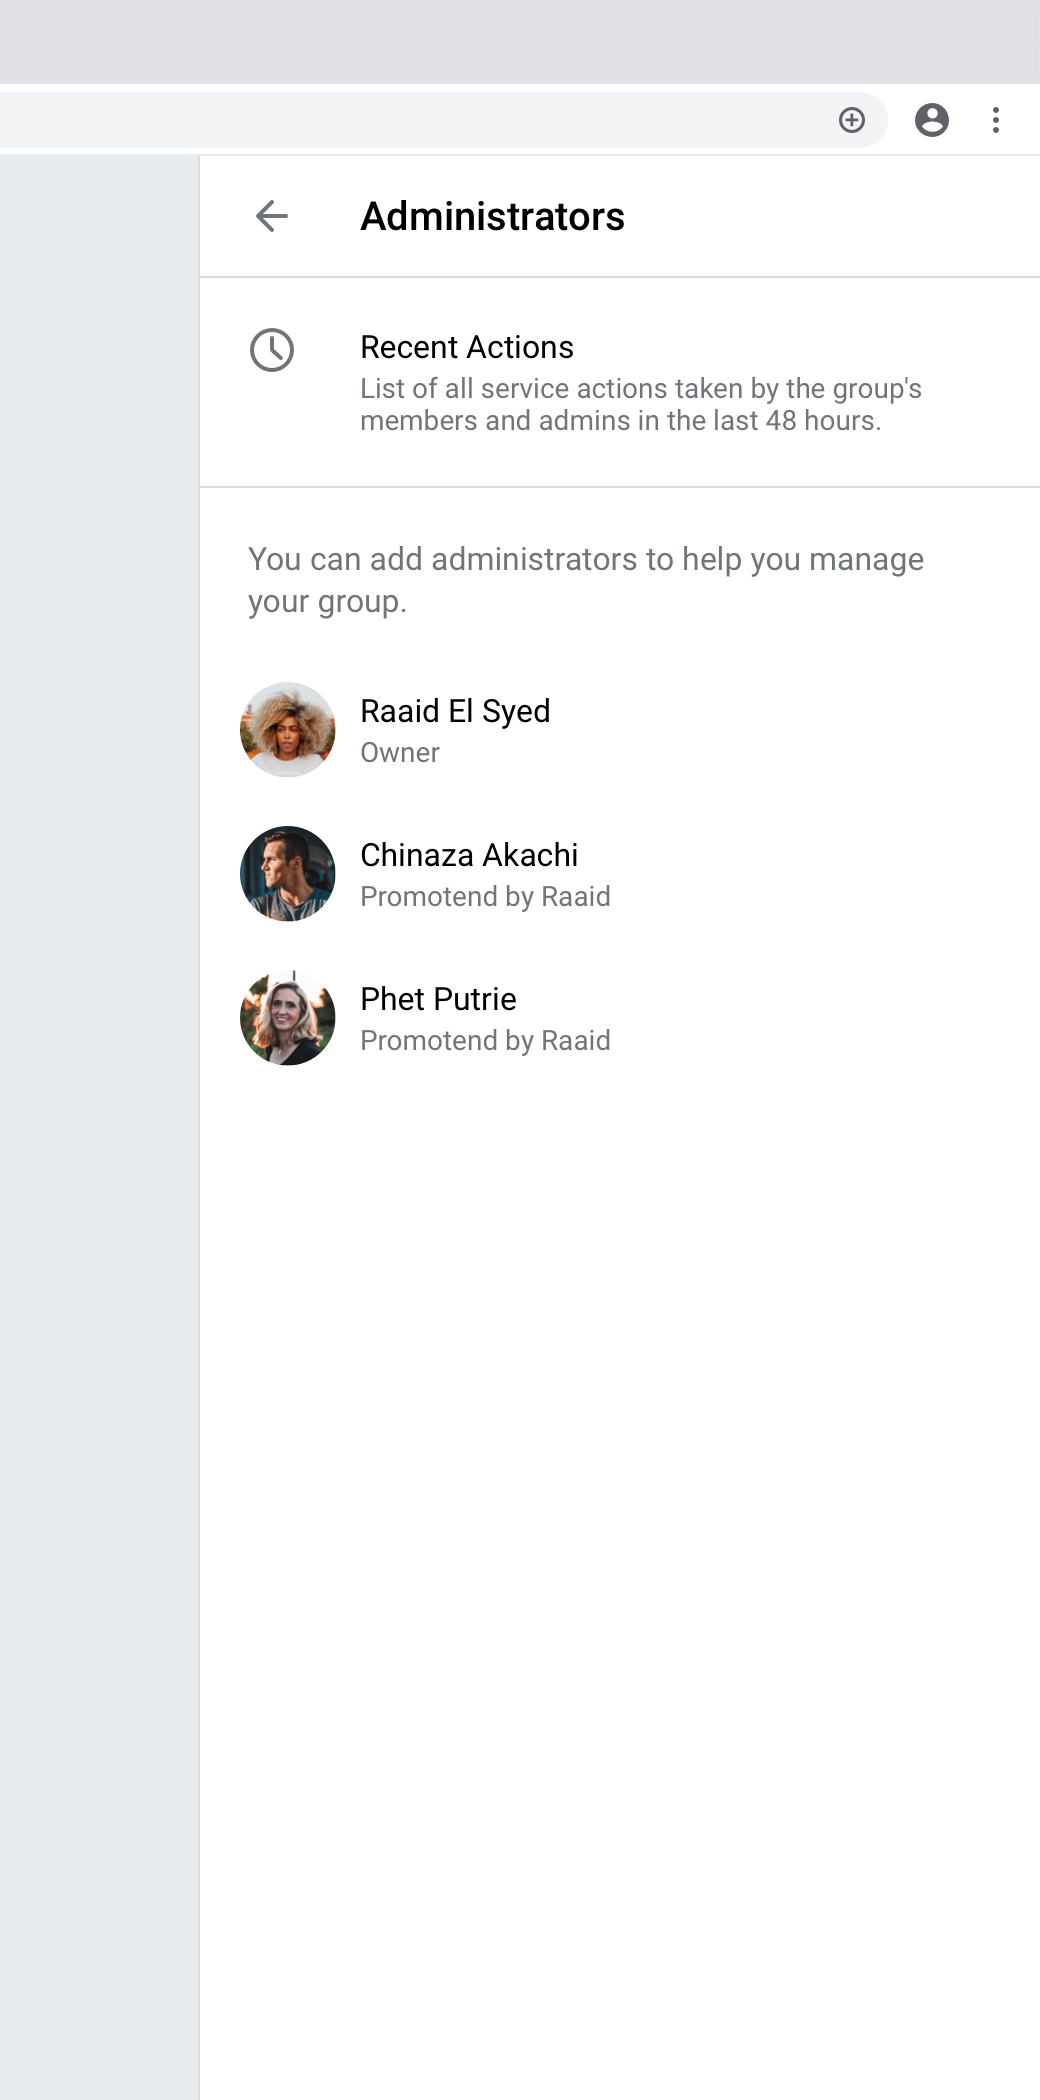 Administrators
Recent Actions
List of all service actions taken by the group's
members and admins in the last 48 hours.
You can add administrators to help you manage
your group.
Raaid El Syed
Owner
Chinaza Akachi
Promotend by Raaid
Phet Putrie
Promotend by Raaid